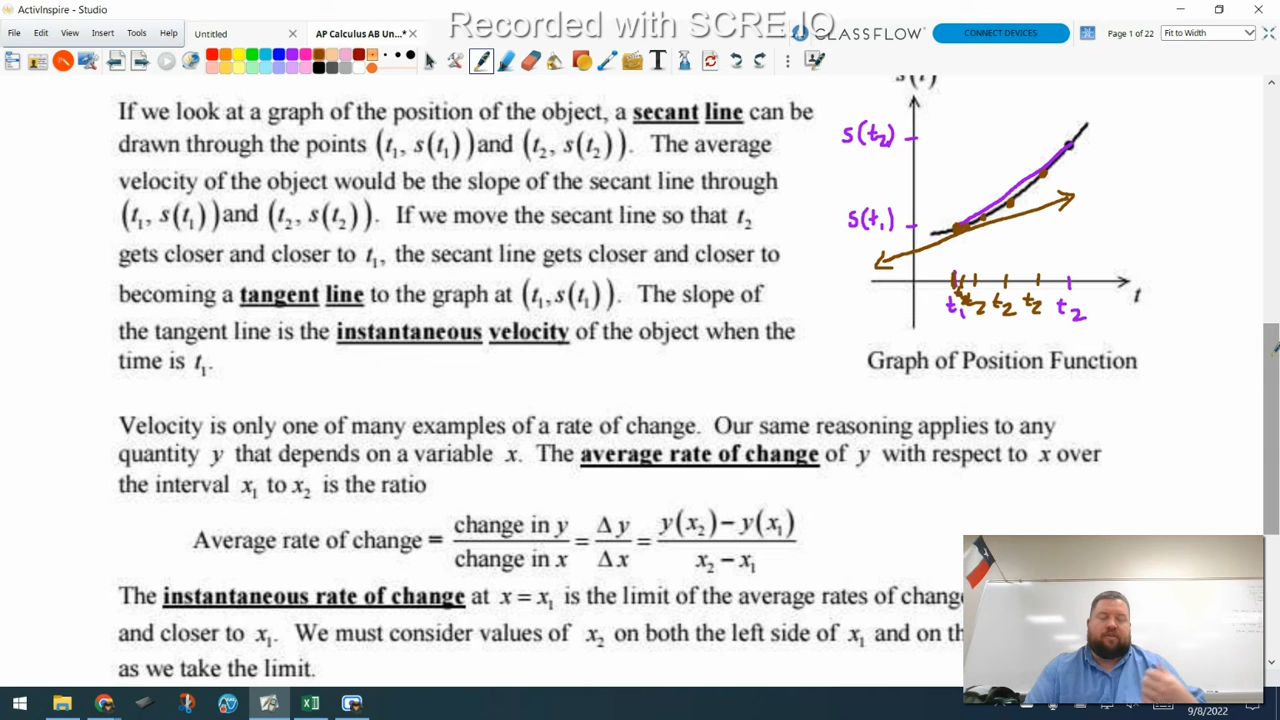 ActivInspire - Studio
Recorded with SCRE.IO
File Edit View Insert Tools Help
Untitled
AP Calculus AB Un...*
CLASSFLOW
CONNECT DEVICES
Page 1 of 22
Fit to Width
s(t)
If we look at a graph of the position of the object, a secant line can be
drawn through the points (t₁, s(t₁)) and (t₂, s(t₂)). The average
velocity of the object would be the slope of the secant line through
(t₁, s(t₁)) and (t₂, s(t₂)). If we move the secant line so that t₂
gets closer and closer to t₁, the secant line gets closer and closer to
becoming a tangent line to the graph at (t₁, s(t₁)). The slope of
the tangent line is the instantaneous velocity of the object when the
time is t₁.
s(t₂)
s(t₁)
t₁ t₂ t₂ t₂ t₂
t
Graph of Position Function
Velocity is only one of many examples of a rate of change. Our same reasoning applies to any
quantity y that depends on a variable x. The average rate of change of y with respect to x over
the interval x₁ to x₂ is the ratio
Average rate of change = change in y / change in x = Δy / Δx = y(x₂) − y(x₁) / x₂ − x₁
The instantaneous rate of change at x = x₁ is the limit of the average rates of change
and closer to x₁. We must consider values of x₂ on both the left side of x₁ and on th
as we take the limit.
9/8/2022